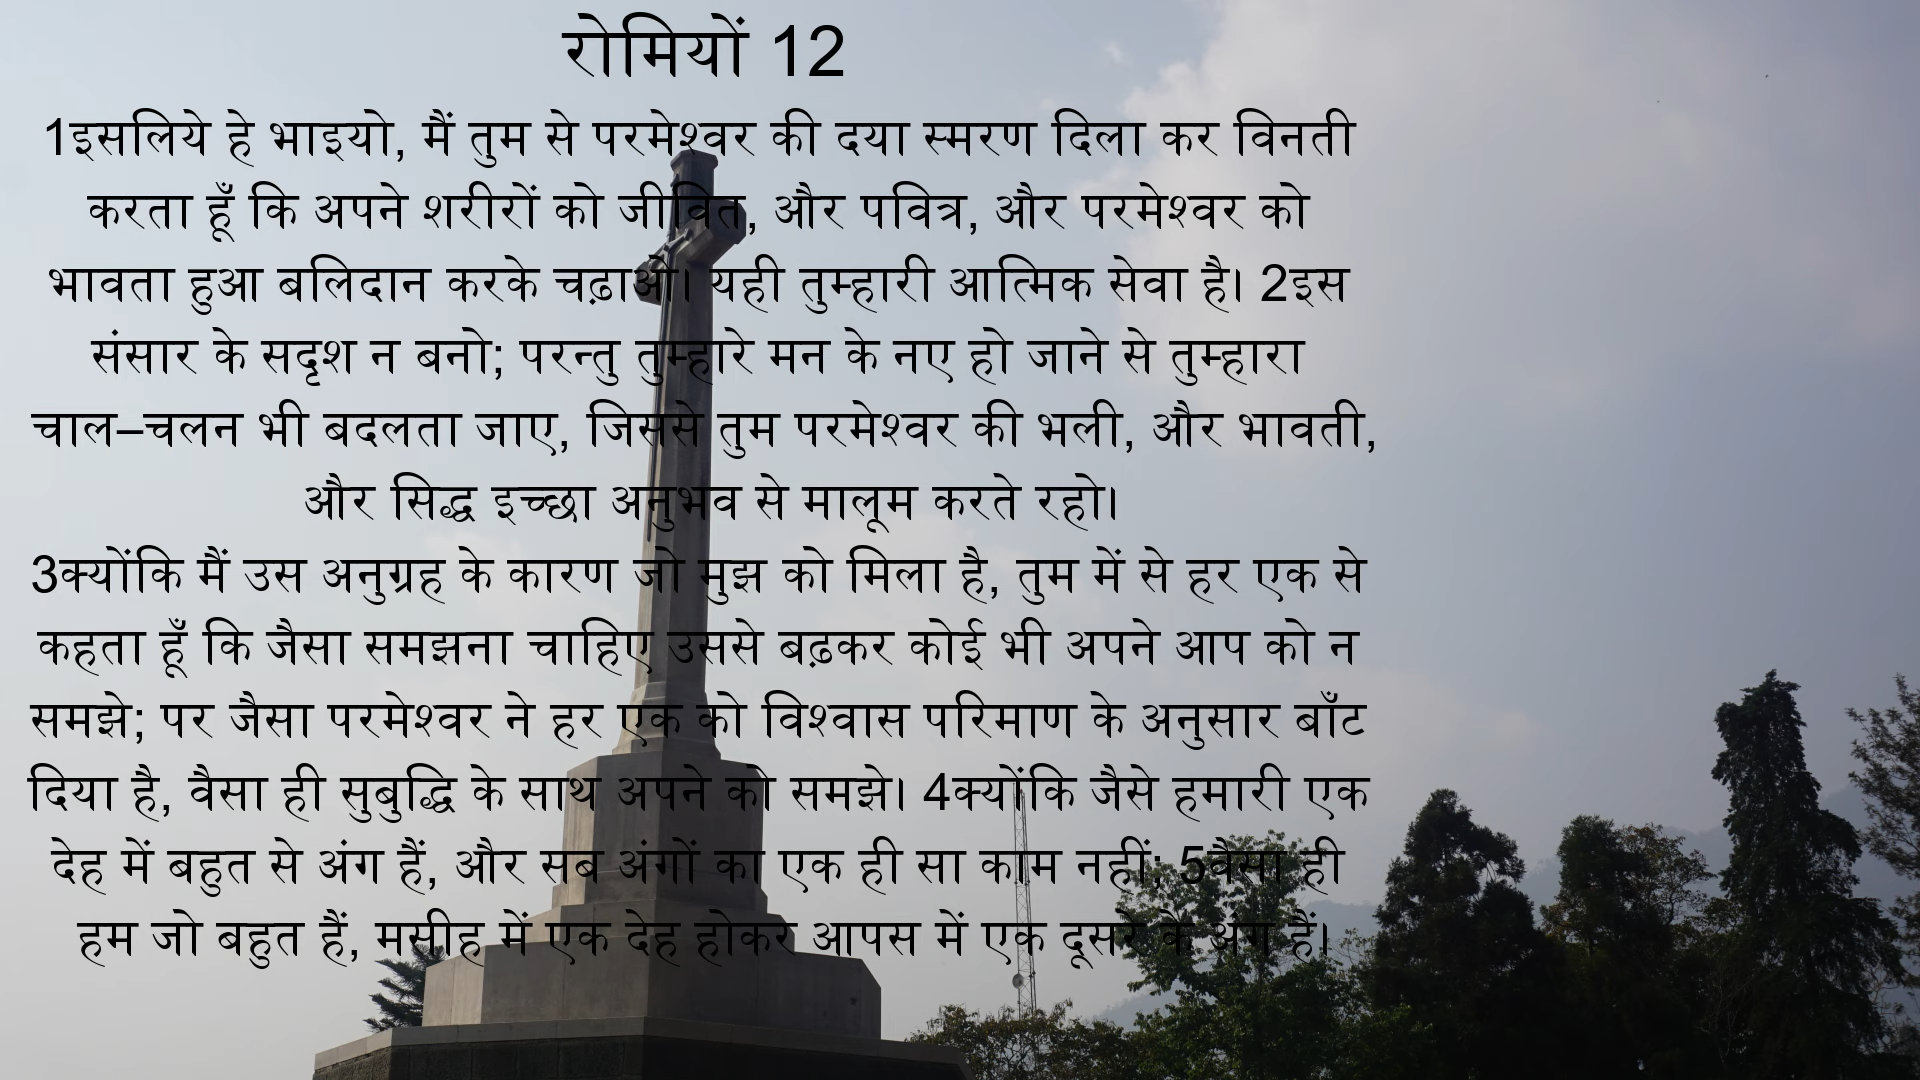 रोमियों 12
1इसलिये हे भाइयो, मैं तुम से परमेश्‍वर की दया स्मरण दिला कर विनती
करता हूँ कि अपने शरीरों को जीवित, और पवित्र, और परमेश्‍वर को
भावता हुआ बलिदान करके चढ़ाओ। यही तुम्हारी आत्मिक सेवा है। 2इस
संसार के सदृश न बनो; परन्तु तुम्हारे मन के नए हो जाने से तुम्हारा
चाल–चलन भी बदलता जाए, जिससे तुम परमेश्‍वर की भली, और भावती,
और सिद्ध इच्छा अनुभव से मालूम करते रहो।
3क्योंकि मैं उस अनुग्रह के कारण जो मुझ को मिला है, तुम में से हर एक से
कहता हूँ कि जैसा समझना चाहिए उससे बढ़कर कोई भी अपने आप को न
समझे; पर जैसा परमेश्‍वर ने हर एक को विश्‍वास परिमाण के अनुसार बाँट
दिया है, वैसा ही सुबुद्धि के साथ अपने को समझे। 4क्योंकि जैसे हमारी एक
देह में बहुत से अंग हैं, और सब अंगों का एक ही सा काम नहीं; 5वैसा ही
हम जो बहुत हैं, मसीह में एक देह होकर आपस में एक दूसरे के अंग हैं।